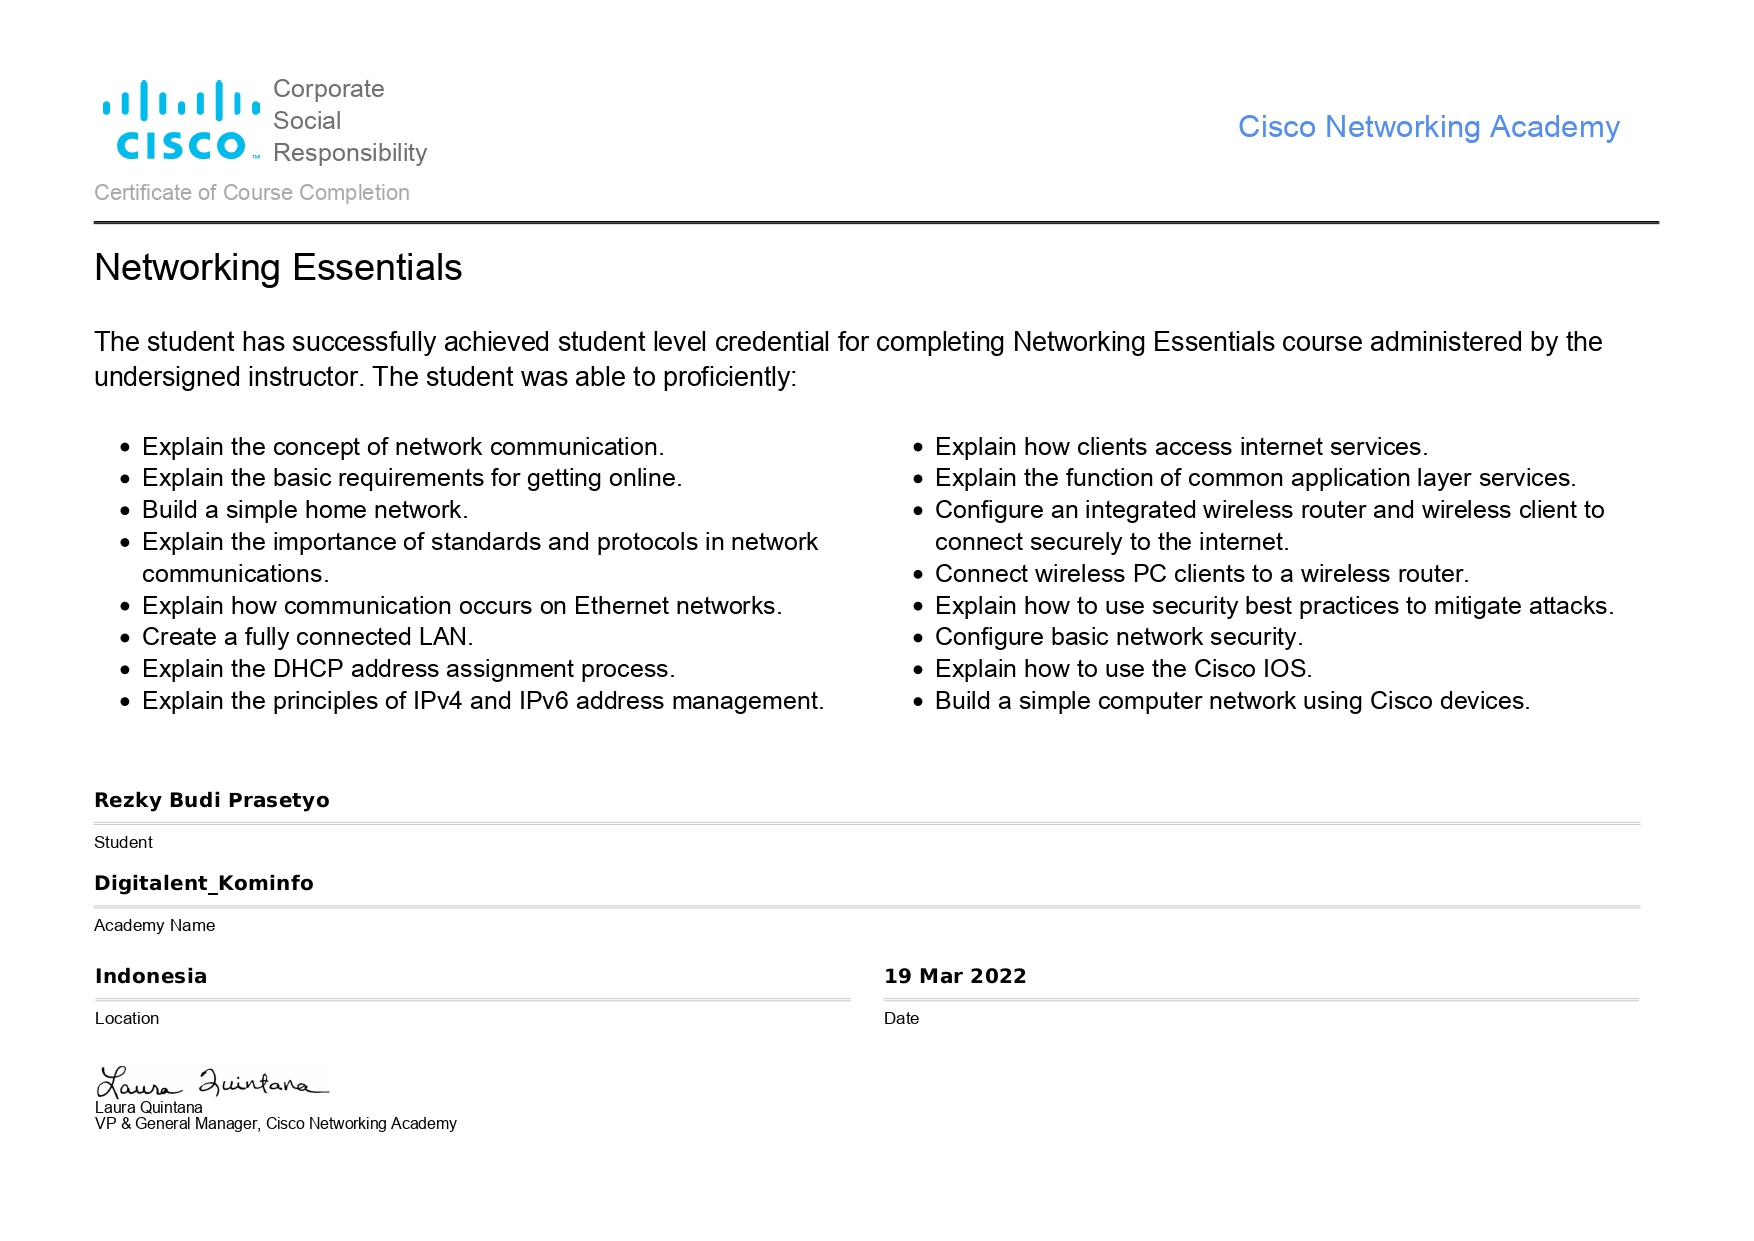 Corporate
Social
Responsibility
CISCO™
Cisco Networking Academy
Certificate of Course Completion
Networking Essentials
The student has successfully achieved student level credential for completing Networking Essentials course administered by the
undersigned instructor. The student was able to proficiently:
• Explain the concept of network communication.
• Explain the basic requirements for getting online.
• Build a simple home network.
• Explain the importance of standards and protocols in network
communications.
• Explain how communication occurs on Ethernet networks.
• Create a fully connected LAN.
• Explain the DHCP address assignment process.
• Explain the principles of IPv4 and IPv6 address management.
• Explain how clients access internet services.
• Explain the function of common application layer services.
• Configure an integrated wireless router and wireless client to
connect securely to the internet.
• Connect wireless PC clients to a wireless router.
• Explain how to use security best practices to mitigate attacks.
• Configure basic network security.
• Explain how to use the Cisco IOS.
• Build a simple computer network using Cisco devices.
Rezky Budi Prasetyo
Student
Digitalent_Kominfo
Academy Name
Indonesia
Location
19 Mar 2022
Date
Laura Quintana
Laura Quintana
VP & General Manager, Cisco Networking Academy